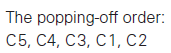 The popping-off order:
C5, C4, C3, C1, C2